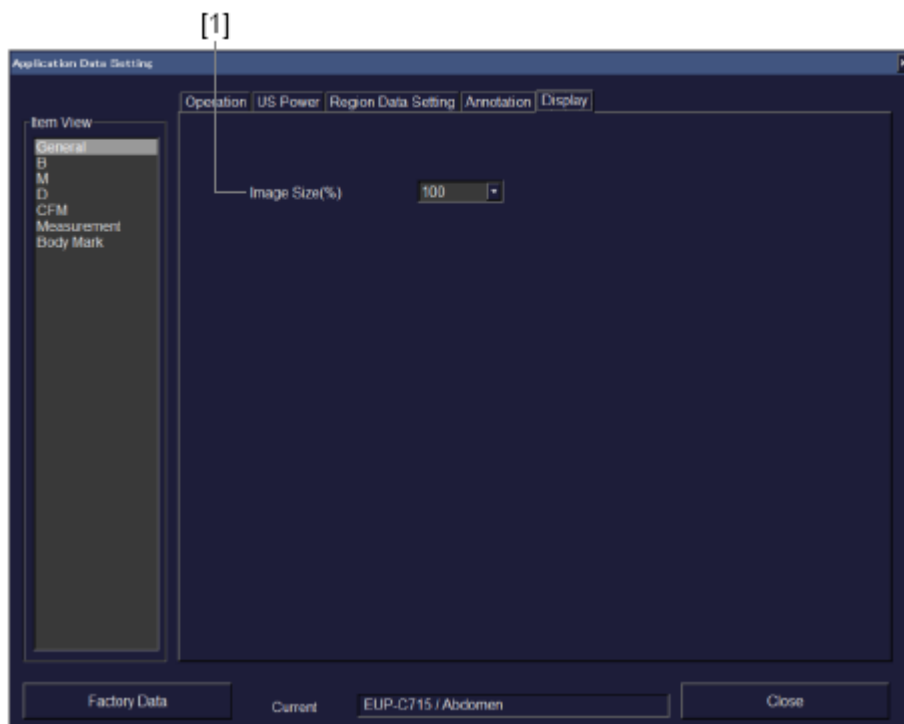 [1]
Application Data Setting
Operation US Power Region Data Setting Annotation Display
Item View
General
B
M
D
CFM
Measurement
Body Mark
Image Size(%) 100
Factory Data Current EUP-C715 / Abdomen Close